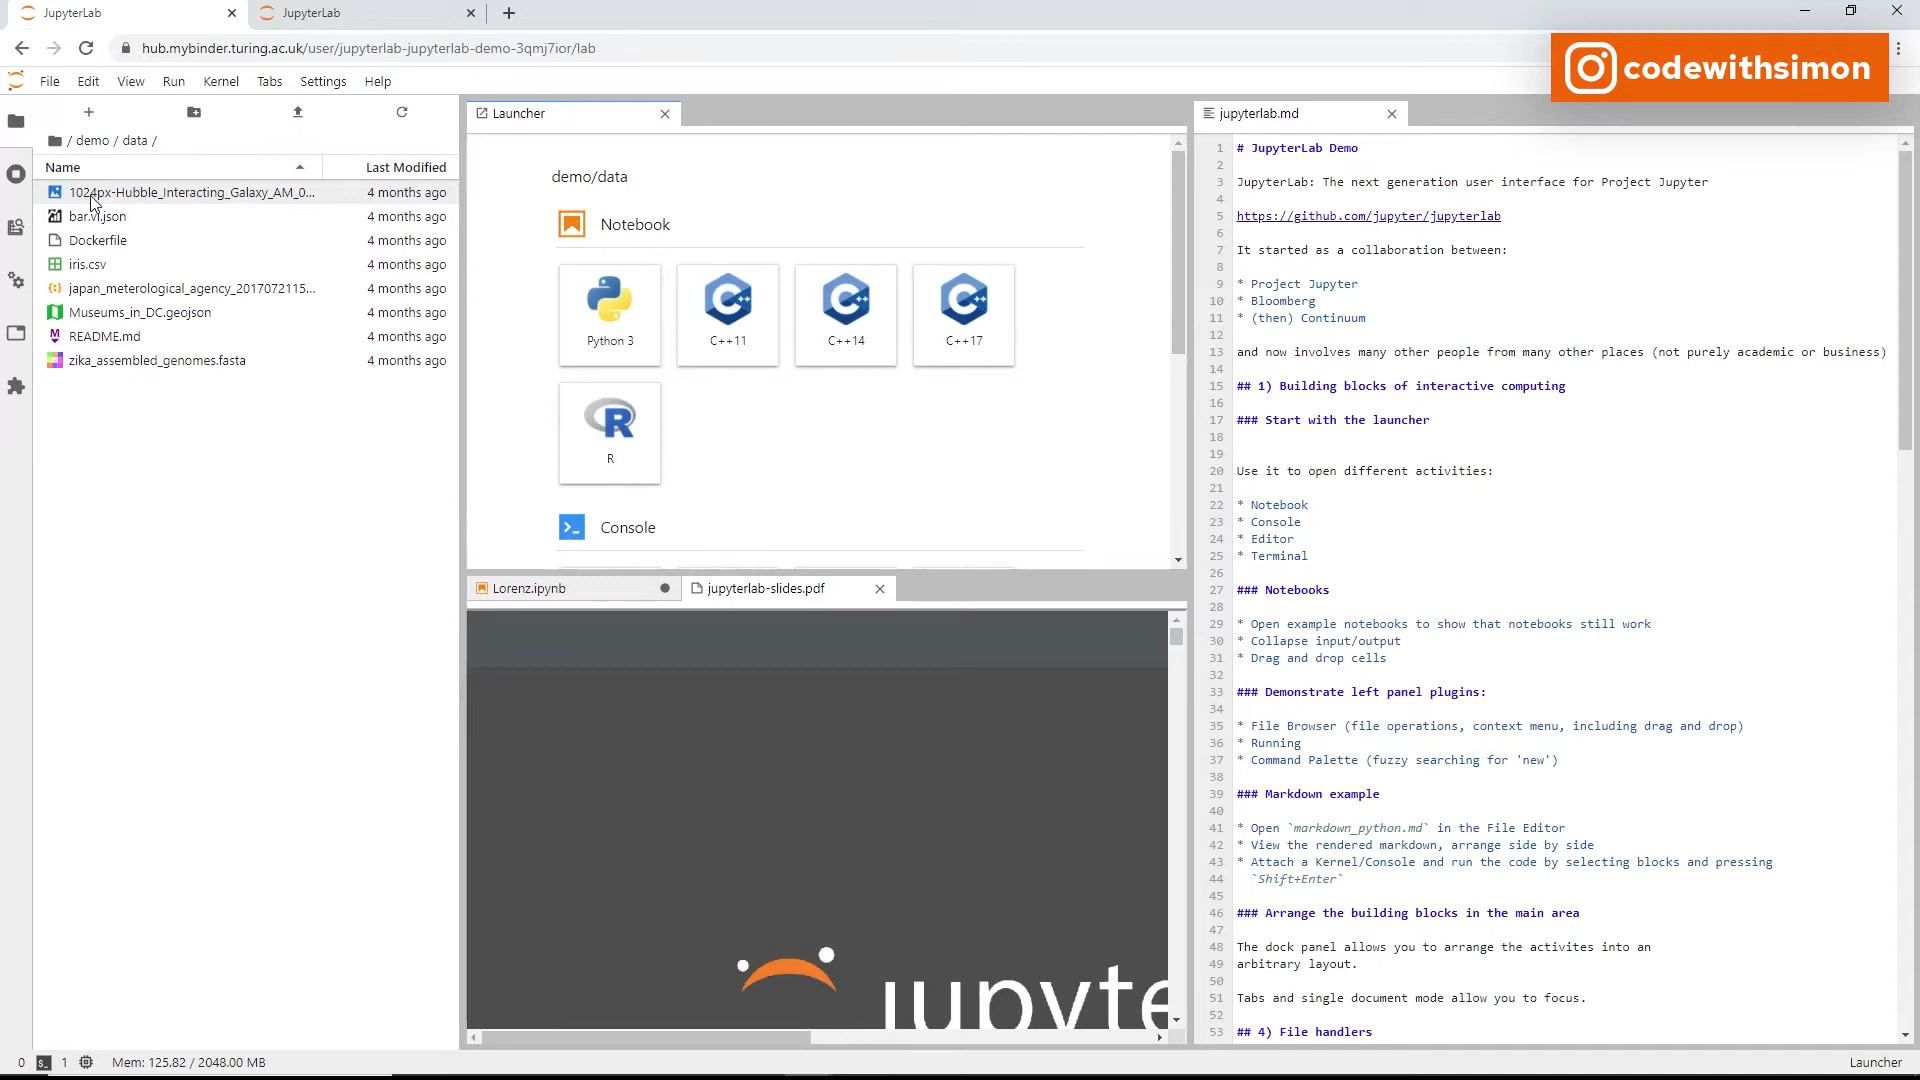 JupyterLab
JupyterLab
hub.mybinder.turing.ac.uk/user/jupyterlab-jupyterlab-demo-3qmj7ior/lab
codewithsimon
File Edit View Run Kernel Tabs Settings Help
/ demo / data /
Name Last Modified
1024px-Hubble_Interacting_Galaxy_AM_0... 4 months ago
bar.vl.json 4 months ago
Dockerfile 4 months ago
iris.csv 4 months ago
japan_meterological_agency_2017072115... 4 months ago
Museums_in_DC.geojson 4 months ago
README.md 4 months ago
zika_assembled_genomes.fasta 4 months ago
Launcher
demo/data
Notebook
Python 3 C++11 C++14 C++17
R
Console
Lorenz.ipynb jupyterlab-slides.pdf
jupyte
jupyterlab.md
1 # JupyterLab Demo
2
3 JupyterLab: The next generation user interface for Project Jupyter
4
5 https://github.com/jupyter/jupyterlab
6
7 It started as a collaboration between:
8
9 * Project Jupyter
10 * Bloomberg
11 * (then) Continuum
12
13 and now involves many other people from many other places (not purely academic or business)
14
15 ## 1) Building blocks of interactive computing
16
17 ### Start with the launcher
18
19
20 Use it to open different activities:
21
22 * Notebook
23 * Console
24 * Editor
25 * Terminal
26
27 ### Notebooks
28
29 * Open example notebooks to show that notebooks still work
30 * Collapse input/output
31 * Drag and drop cells
32
33 ### Demonstrate left panel plugins:
34
35 * File Browser (file operations, context menu, including drag and drop)
36 * Running
37 * Command Palette (fuzzy searching for 'new')
38
39 ### Markdown example
40
41 * Open `markdown_python.md` in the File Editor
42 * View the rendered markdown, arrange side by side
43 * Attach a Kernel/Console and run the code by selecting blocks and pressing
44 `Shift+Enter`
45
46 ### Arrange the building blocks in the main area
47
48 The dock panel allows you to arrange the activites into an
49 arbitrary layout.
50
51 Tabs and single document mode allow you to focus.
52
53 ## 4) File handlers
0 1 Mem: 125.82 / 2048.00 MB
Launcher